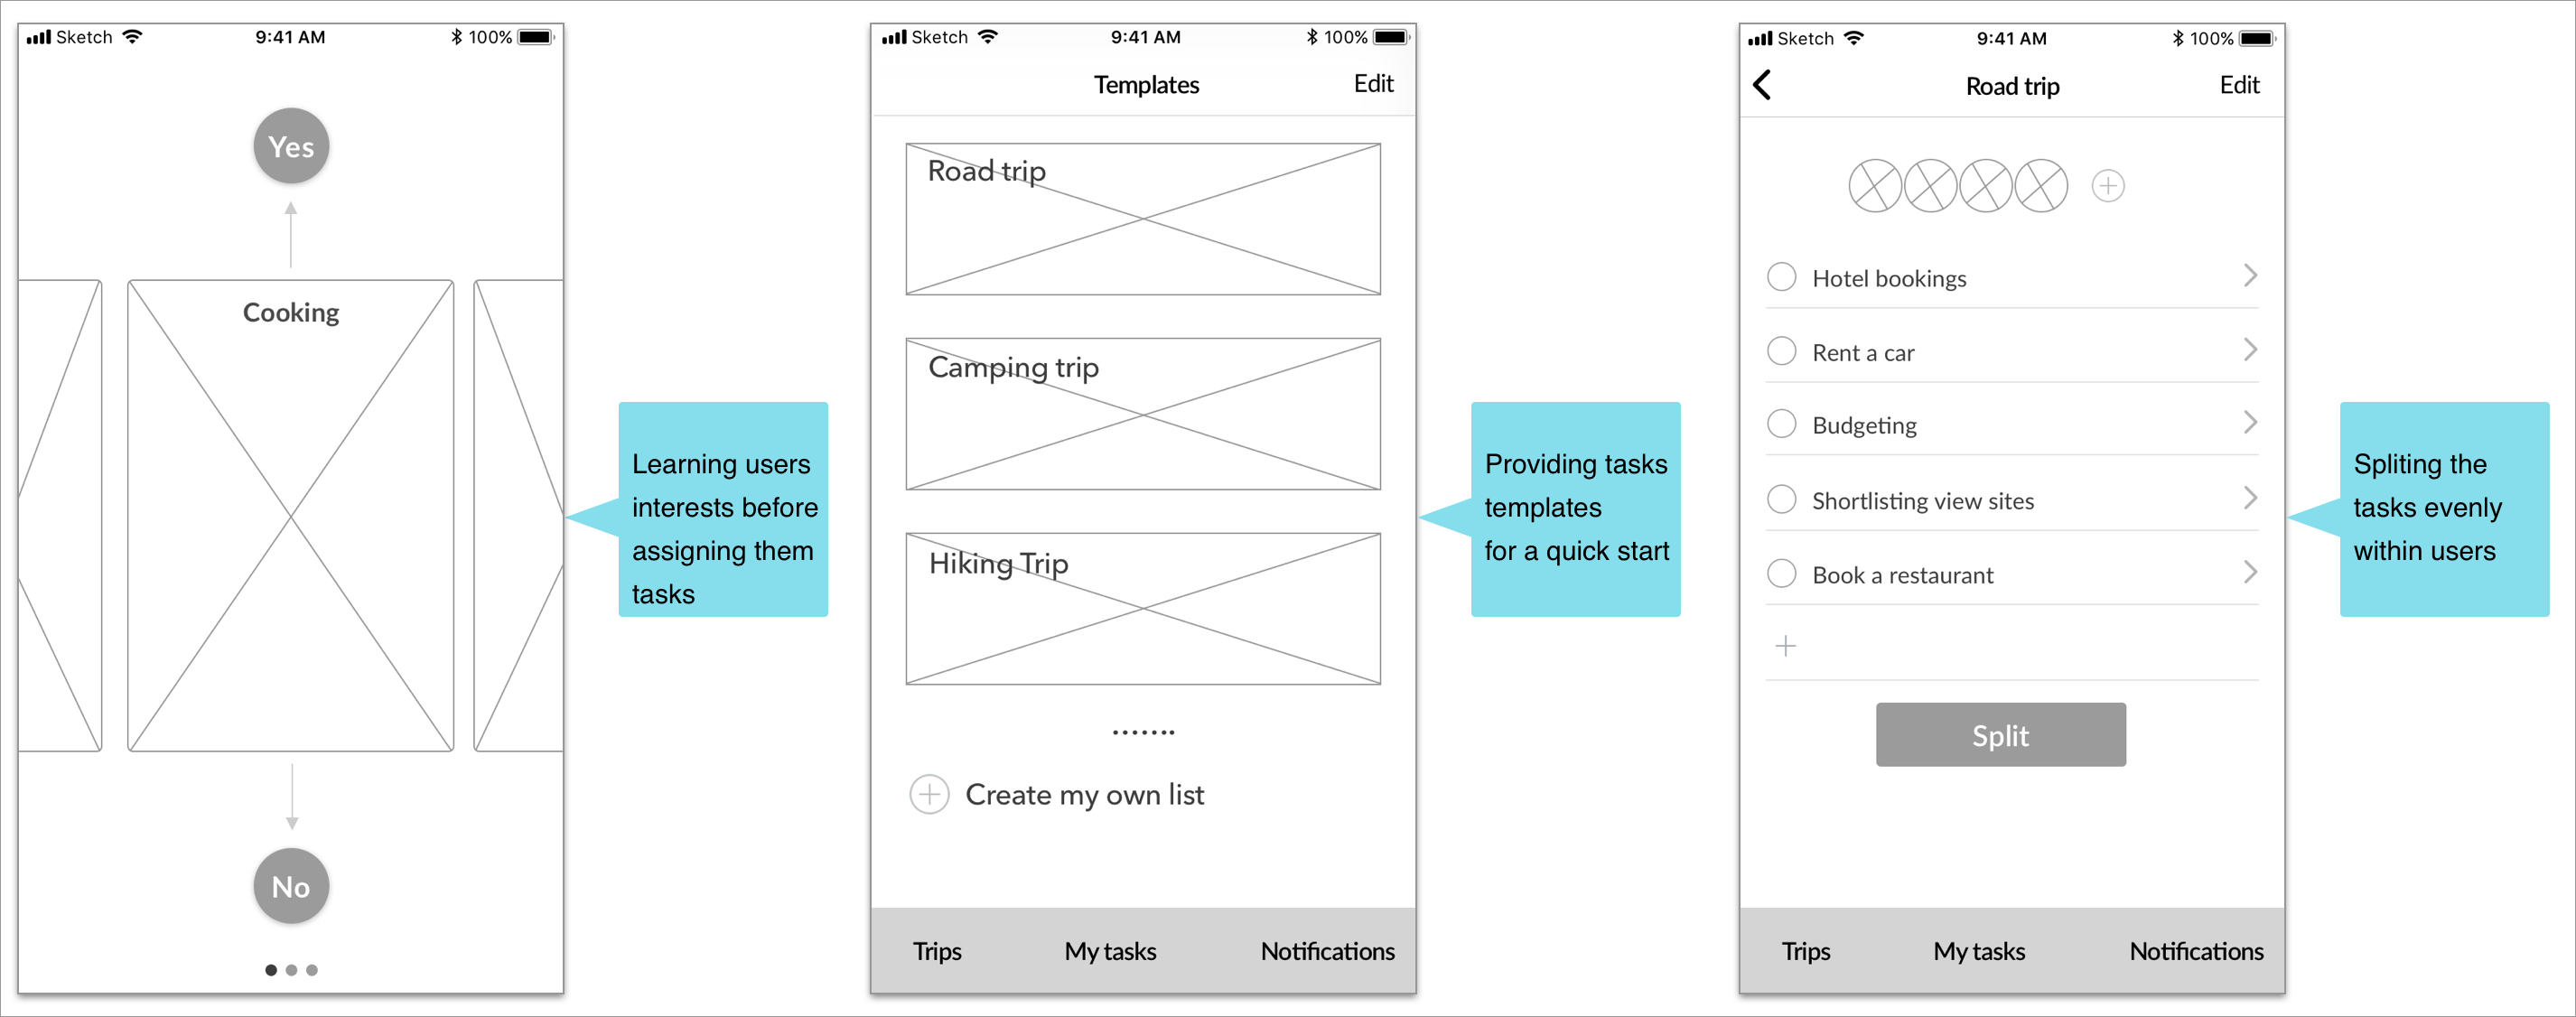 Sketch 9:41 AM 100%
Yes
Cooking
No
Learning users
interests before
assigning them
tasks
Sketch 9:41 AM 100%
Templates Edit
Road trip
Camping trip
Hiking Trip
.......
Create my own list
Trips My tasks Notifications
Providing tasks
templates
for a quick start
Sketch 9:41 AM 100%
Road trip Edit
Hotel bookings
Rent a car
Budgeting
Shortlisting view sites
Book a restaurant
Split
Trips My tasks Notifications
Spliting the
tasks evenly
within users